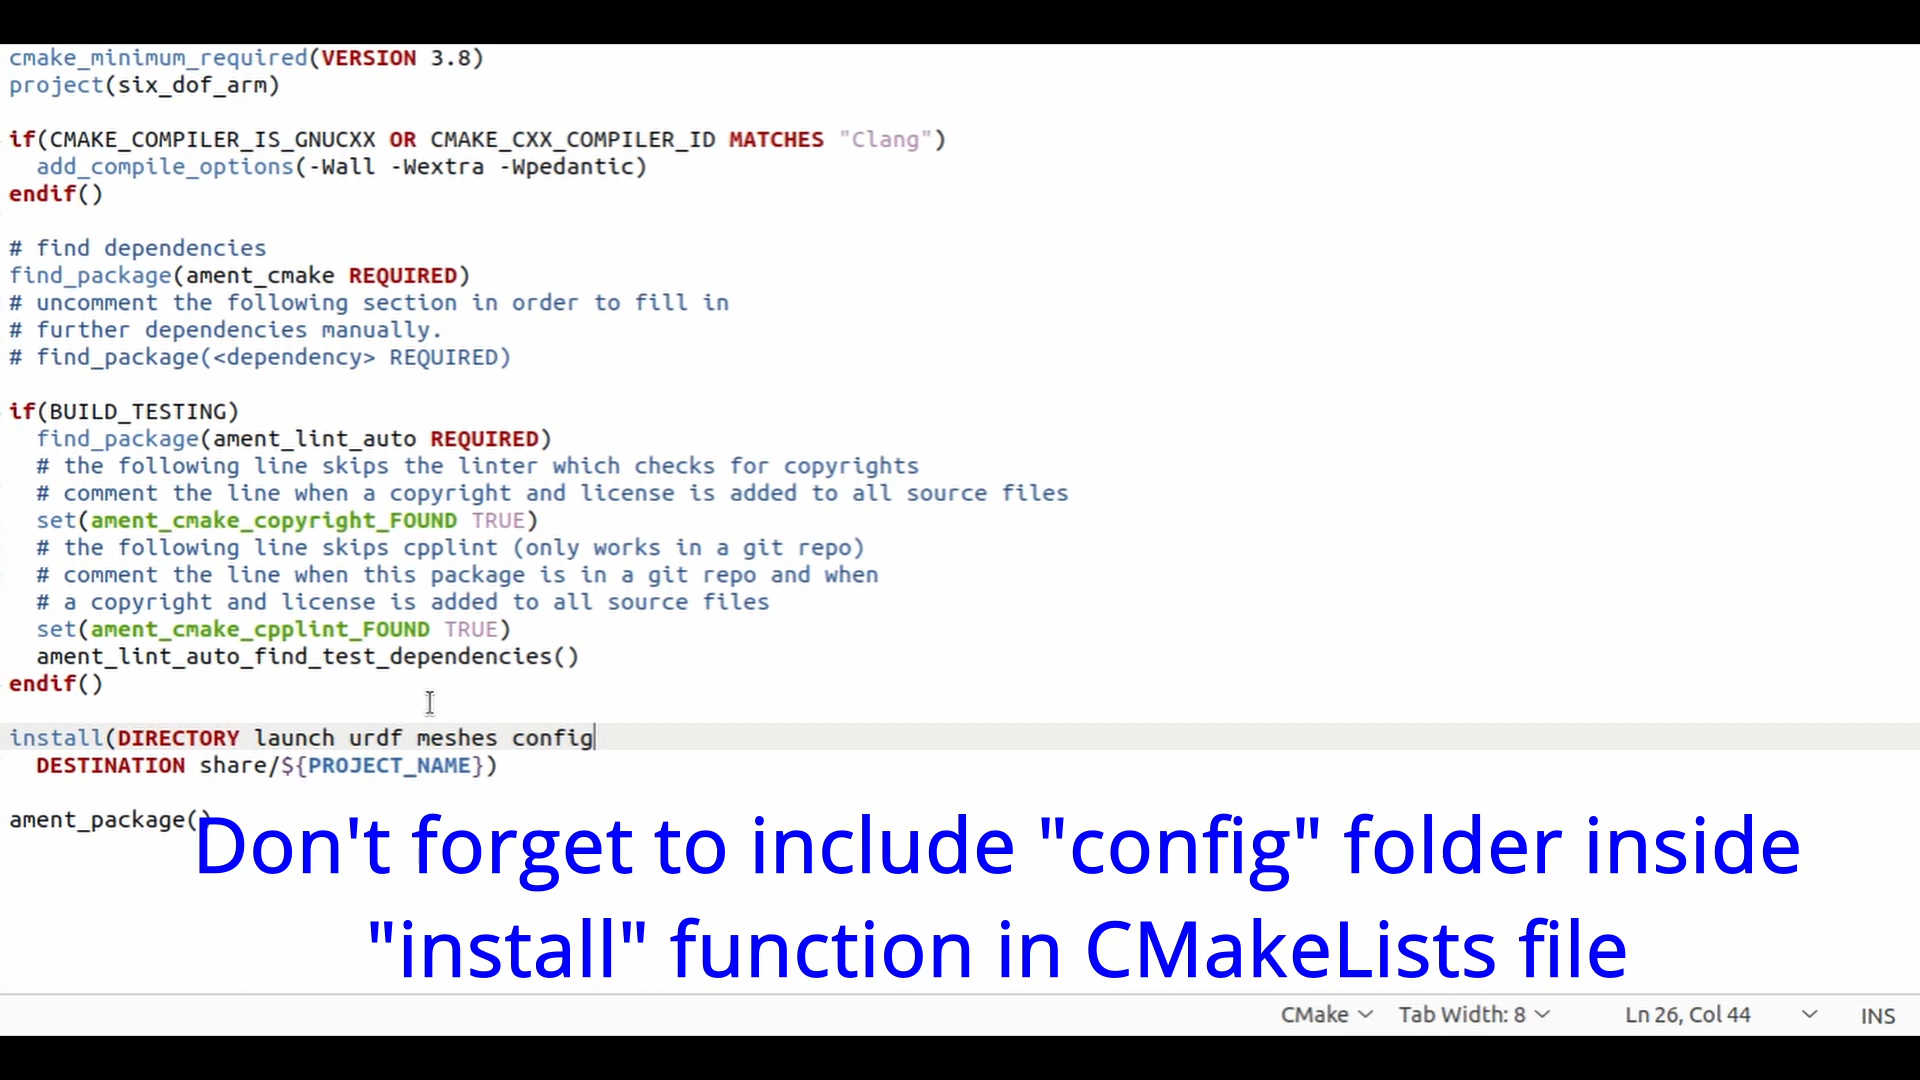 cmake_minimum_required(VERSION 3.8)
project(six_dof_arm)
if(CMAKE_COMPILER_IS_GNUCXX OR CMAKE_CXX_COMPILER_ID MATCHES "Clang")
  add_compile_options(-Wall -Wextra -Wpedantic)
endif()
# find dependencies
find_package(ament_cmake REQUIRED)
# uncomment the following section in order to fill in
# further dependencies manually.
# find_package(<dependency> REQUIRED)
if(BUILD_TESTING)
  find_package(ament_lint_auto REQUIRED)
  # the following line skips the linter which checks for copyrights
  # comment the line when a copyright and license is added to all source files
  set(ament_cmake_copyright_FOUND TRUE)
  # the following line skips cpplint (only works in a git repo)
  # comment the line when this package is in a git repo and when
  # a copyright and license is added to all source files
  set(ament_cmake_cpplint_FOUND TRUE)
  ament_lint_auto_find_test_dependencies()
endif()
install(DIRECTORY launch urdf meshes config
  DESTINATION share/${PROJECT_NAME})
ament_package()
Don't forget to include "config" folder inside
"install" function in CMakeLists file
CMake Tab Width: 8 Ln 26, Col 44 INS